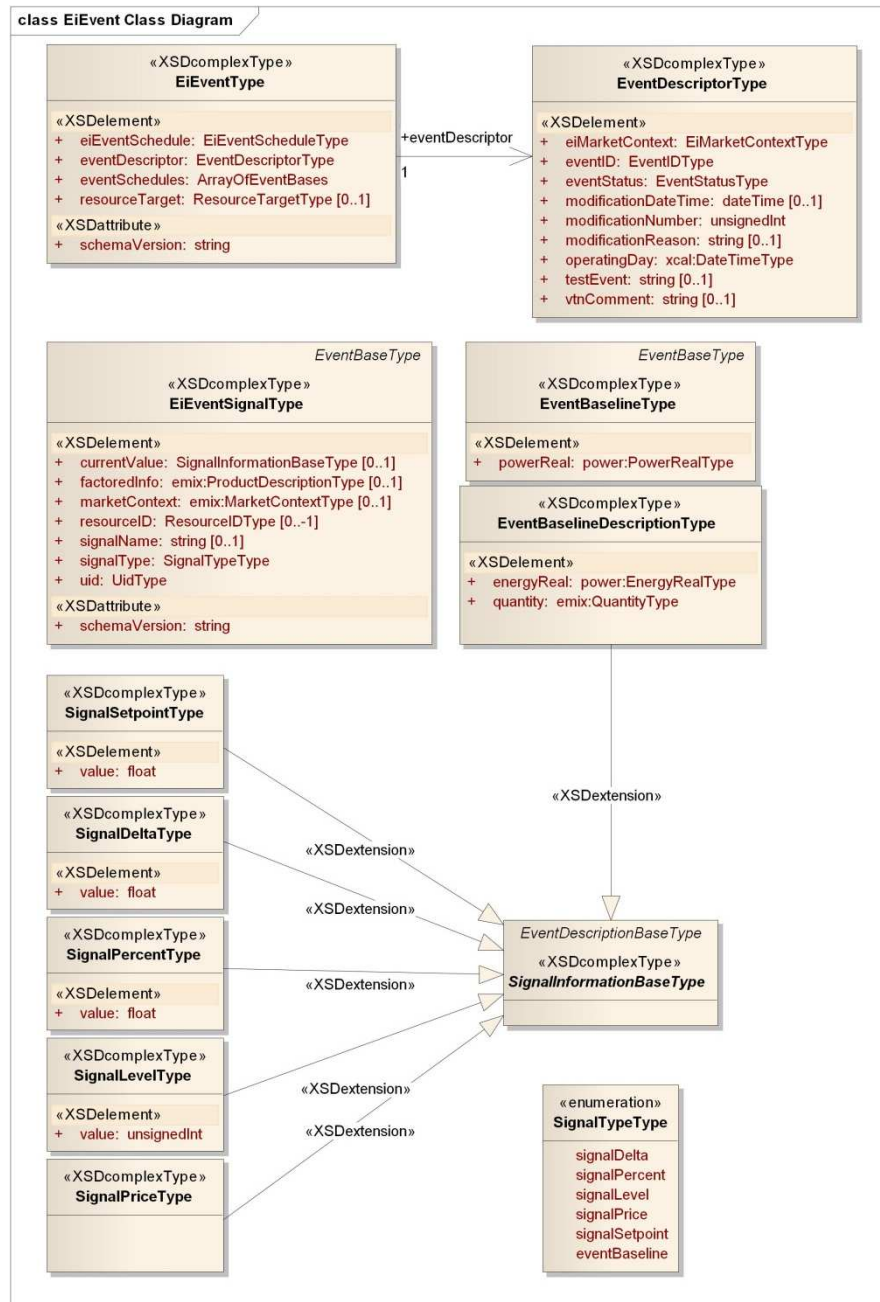 class EiEvent Class Diagram
«XSDcomplexType»
EiEventType
«XSDelement»
+ eiEventSchedule: EiEventScheduleType
+ eventDescriptor: EventDescriptorType
+ eventSchedules: ArrayOfEventBases
+ resourceTarget: ResourceTargetType [0..1]
«XSDattribute»
+ schemaVersion: string
+eventDescriptor
1
«XSDcomplexType»
EventDescriptorType
«XSDelement»
+ eiMarketContext: EiMarketContextType
+ eventID: EventIDType
+ eventStatus: EventStatusType
+ modificationDateTime: dateTime [0..1]
+ modificationNumber: unsignedInt
+ modificationReason: string [0..1]
+ operatingDay: xcal:DateTimeType
+ testEvent: string [0..1]
+ vtnComment: string [0..1]
EventBaseType
«XSDcomplexType»
EiEventSignalType
«XSDelement»
+ currentValue: SignalInformationBaseType [0..1]
+ factoredInfo: emix:ProductDescriptionType [0..1]
+ marketContext: emix:MarketContextType [0..1]
+ resourceID: ResourceIDType [0..-1]
+ signalName: string [0..1]
+ signalType: SignalTypeType
+ uid: UidType
«XSDattribute»
+ schemaVersion: string
EventBaseType
«XSDcomplexType»
EventBaselineType
«XSDelement»
+ powerReal: power:PowerRealType
«XSDcomplexType»
EventBaselineDescriptionType
«XSDelement»
+ energyReal: power:EnergyRealType
+ quantity: emix:QuantityType
«XSDcomplexType»
SignalSetpointType
«XSDelement»
+ value: float
«XSDcomplexType»
SignalDeltaType
«XSDelement»
+ value: float
«XSDcomplexType»
SignalPercentType
«XSDelement»
+ value: float
«XSDcomplexType»
SignalLevelType
«XSDelement»
+ value: unsignedInt
«XSDcomplexType»
SignalPriceType
«XSDextension»
«XSDextension»
«XSDextension»
«XSDextension»
«XSDextension»
«XSDextension»
EventDescriptionBaseType
«XSDcomplexType»
SignalInformationBaseType
«enumeration»
SignalTypeType
signalDelta
signalPercent
signalLevel
signalPrice
signalSetpoint
eventBaseline